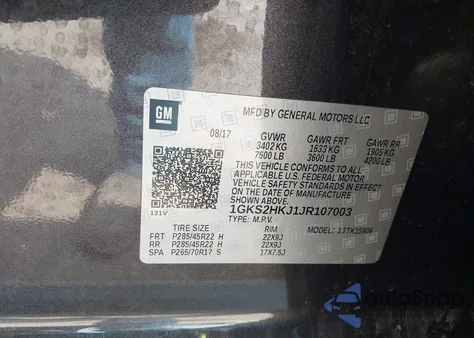 GM
MFD BY GENERAL MOTORS LLC
08/17 GVWR GAWR FRT GAWR RR
3402 KG 1633 KG 1905 KG
7500 LB 3600 LB 4200 LB
THIS VEHICLE CONFORMS TO ALL
APPLICABLE U.S. FEDERAL MOTOR
VEHICLE SAFETY STANDARDS IN EFFECT
ON THE DATE OF MANUFACTURE SHOWN
ABOVE.
1GKS2HKJ1JR107003
121V
TYPE: M.P.V. MODEL: 1JTK15806
TIRE SIZE RIM
FRT P285/45R22 H 22X9J
RR P285/45R22 H 22X9J
SPA P265/70R17 S 17X7.5J
autoSnap